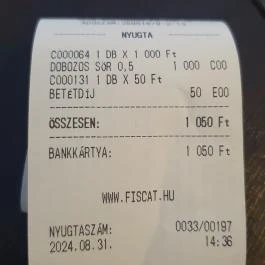 NYUGTA
C000064 1 DB X 1 000 Ft
DOBOZOS SÖR 0,5 1 000 C00
C000131 1 DB X 50 Ft
BETÉTDÍJ 50 E00
ÖSSZESEN: 1 050 Ft
BANKKÁRTYA: 1 050 Ft
WWW.FISCAT.HU
NYUGTASZÁM: 0033/00197
2024.08.31. 14:36